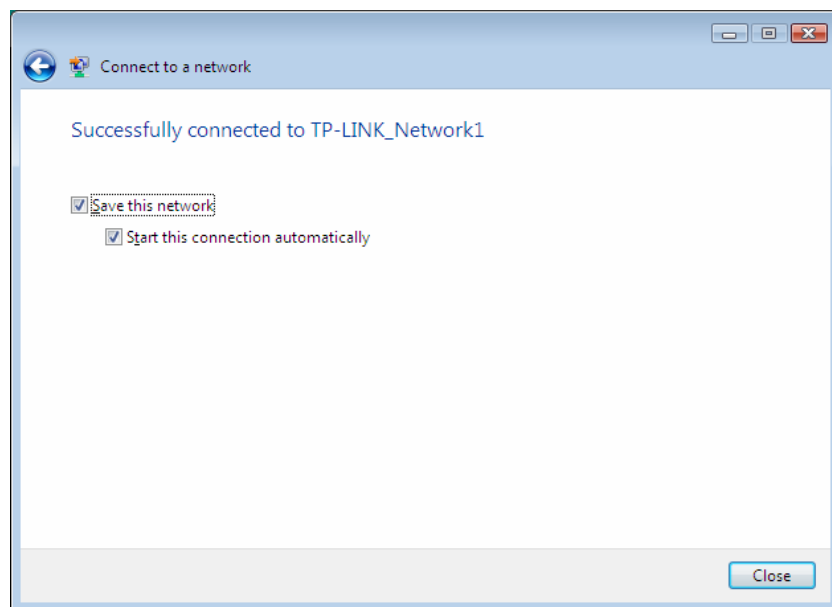 Connect to a network
Successfully connected to TP-LINK_Network1
Save this network
Start this connection automatically
Close